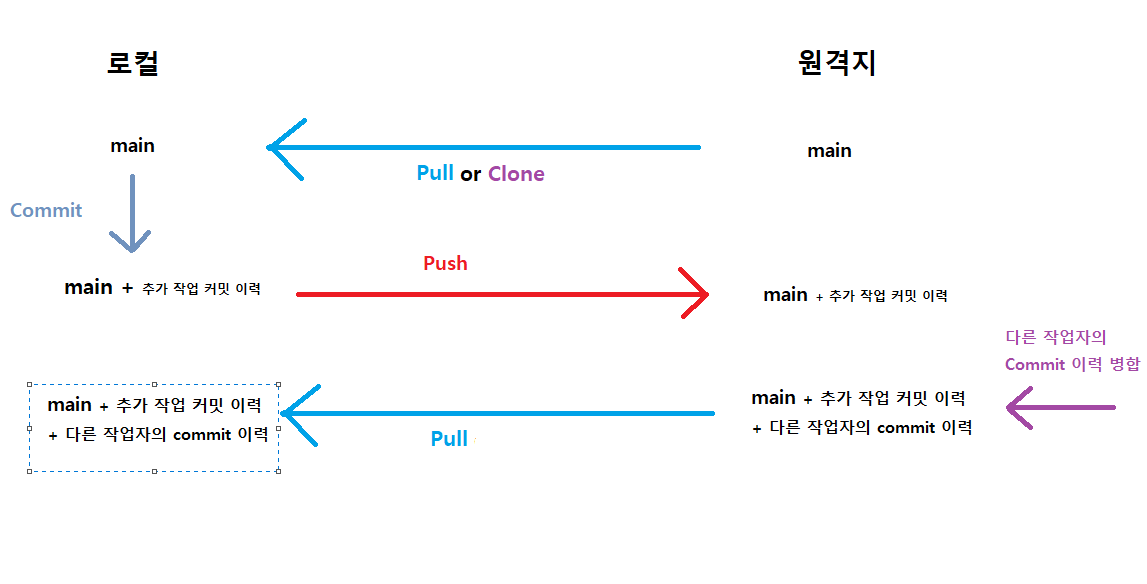 로컬
원격지
main
main
Pull or Clone
Commit
Push
main + 추가 작업 커밋 이력
main + 추가 작업 커밋 이력
다른 작업자의
Commit 이력 병합
main + 추가 작업 커밋 이력
+ 다른 작업자의 commit 이력
main + 추가 작업 커밋 이력
+ 다른 작업자의 commit 이력
Pull